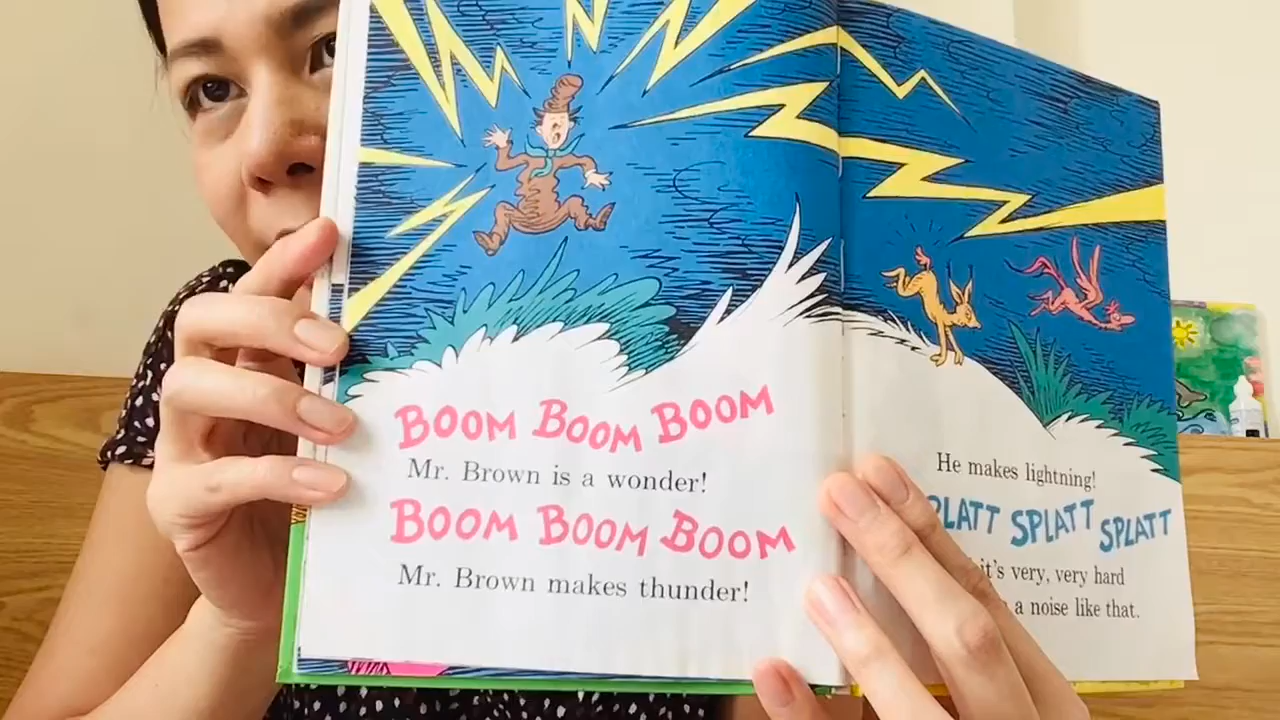 BOOM BOOM BOOM
Mr. Brown is a wonder!
BOOM BOOM BOOM
Mr. Brown makes thunder!
He makes lightning!
SPLATT SPLATT
it's very, very hard
a noise like that.